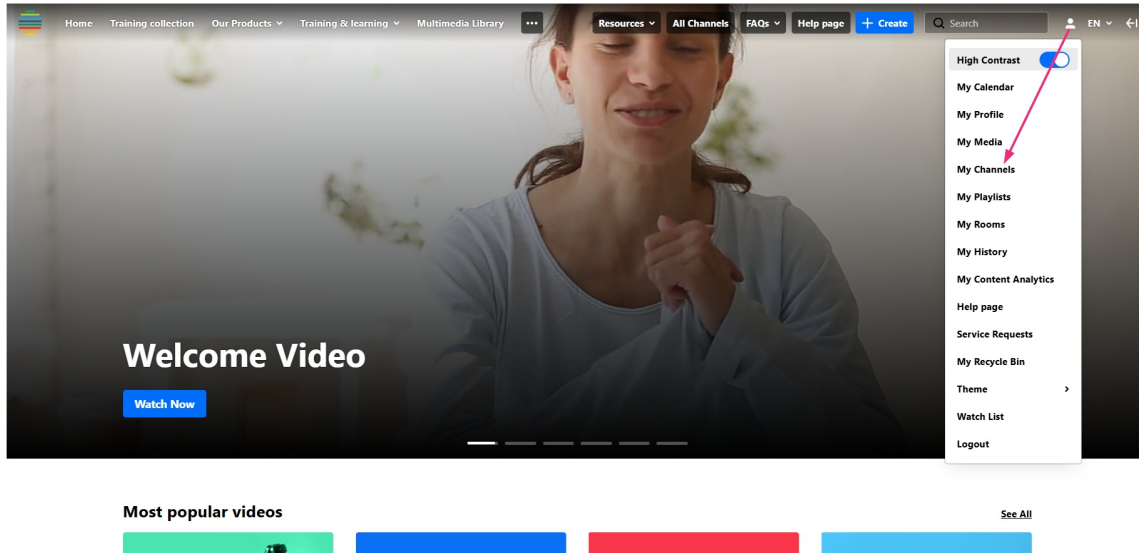 Home Training collection Our Products Training & learning Multimedia Library ••• Resources All Channels FAQs Help page + Create Search EN
High Contrast
My Calendar
My Profile
My Media
My Channels
My Playlists
My Rooms
My History
My Content Analytics
Help page
Service Requests
My Recycle Bin
Theme
Watch List
Logout
Welcome Video
Watch Now
Most popular videos See All